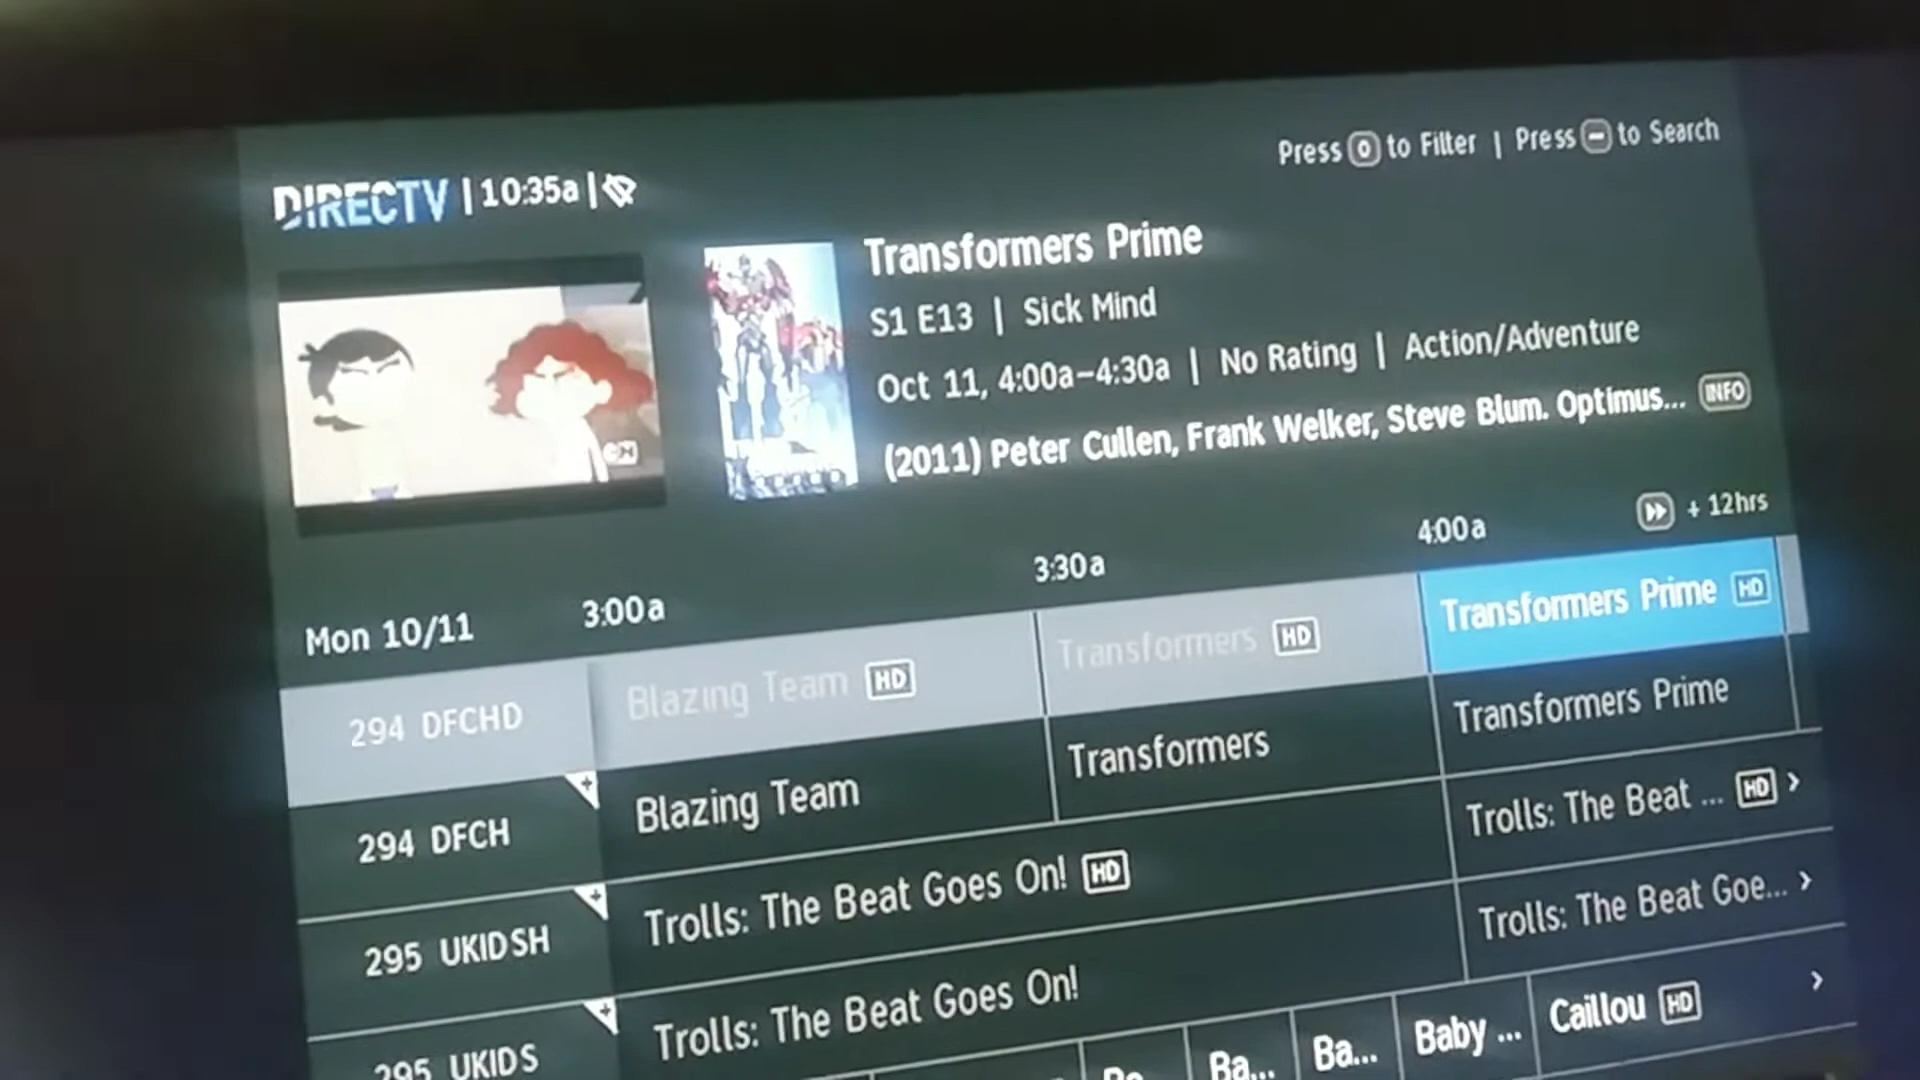 Press 0 to Filter | Press - to Search
DIRECTV | 10:35a |
Transformers Prime
S1 E13 | Sick Mind
Oct 11, 4:00a-4:30a | No Rating | Action/Adventure
(2011) Peter Cullen, Frank Welker, Steve Blum. Optimus... INFO
CN
+ 12hrs
Mon 10/11 3:00a 3:30a 4:00a
294 DFCHD Blazing Team HD Transformers HD Transformers Prime HD
294 DFCH Blazing Team Transformers Transformers Prime
295 UKIDSH Trolls: The Beat Goes On! HD Trolls: The Beat ... HD
295 UKIDS Trolls: The Beat Goes On! Trolls: The Beat Goe...
Ba... Ba... Baby ... Caillou HD